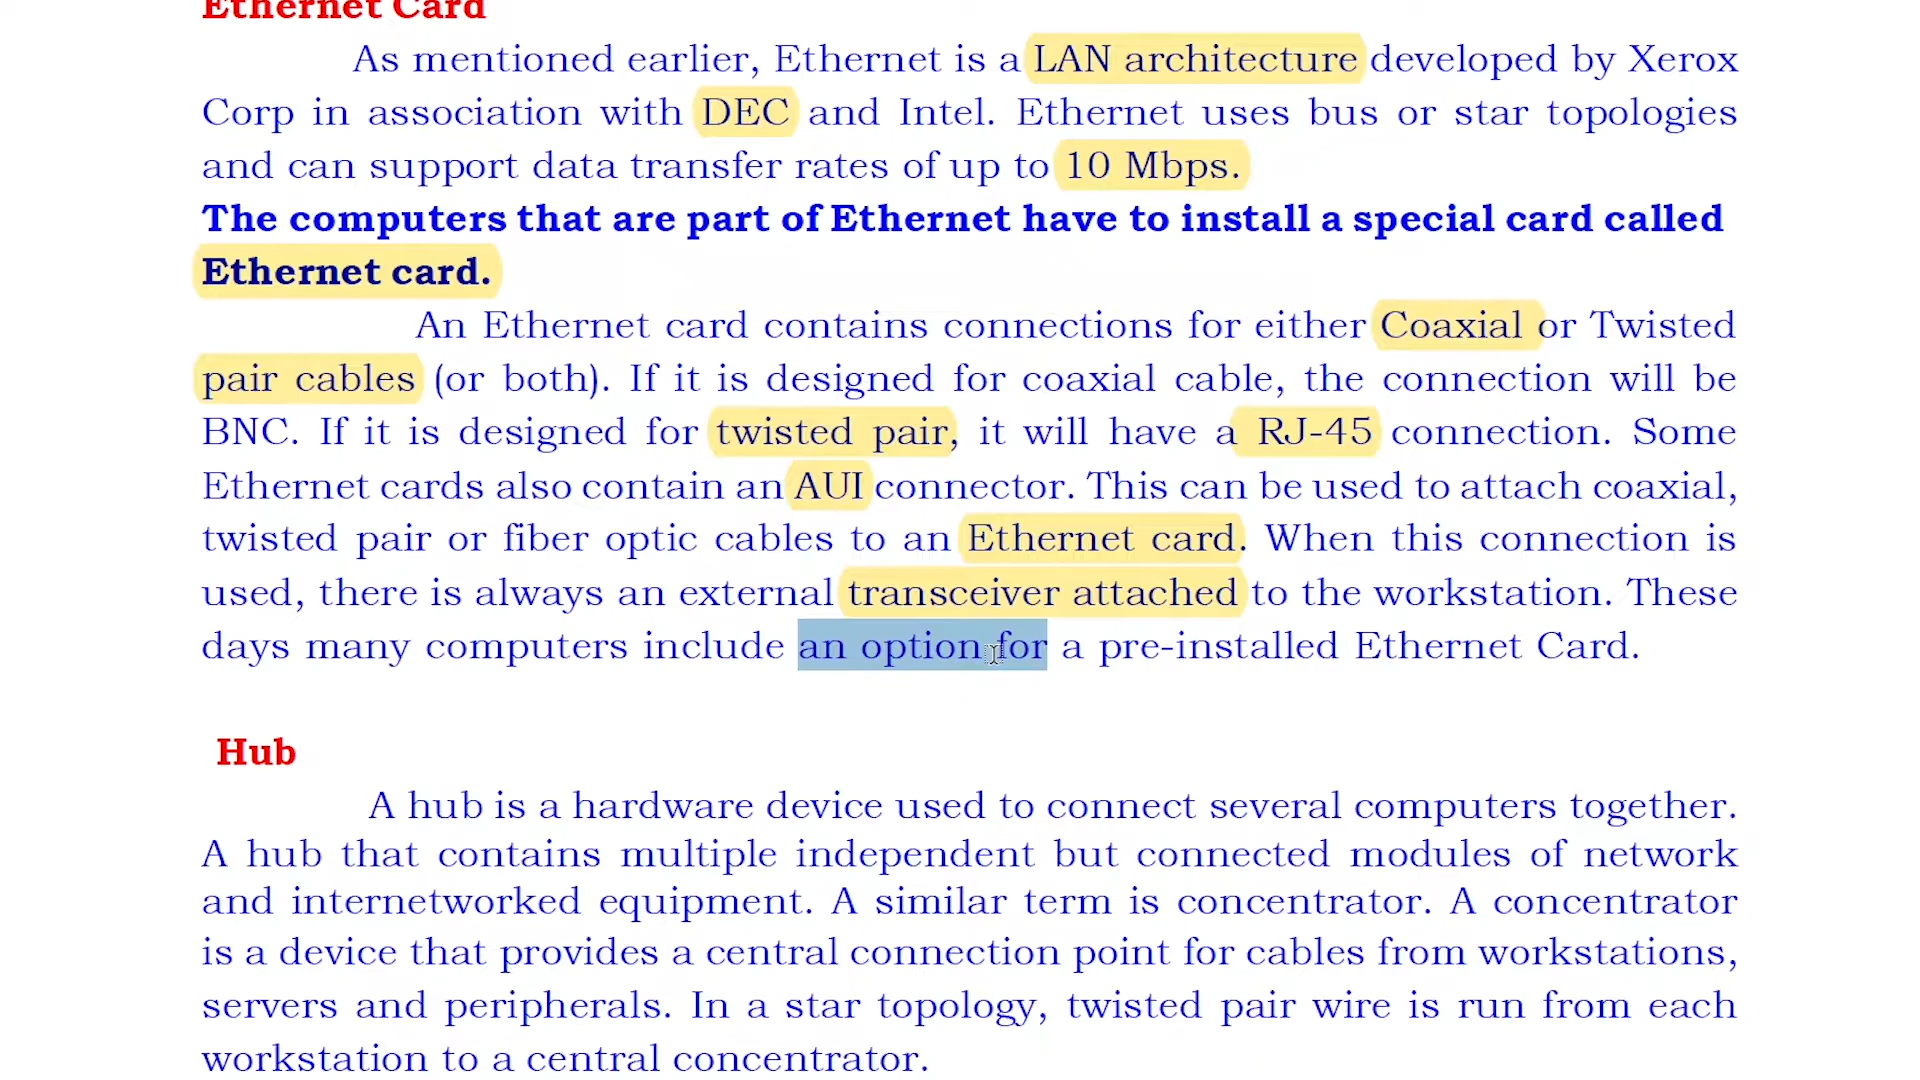 Ethernet Card
As mentioned earlier, Ethernet is a LAN architecture developed by Xerox
Corp in association with DEC and Intel. Ethernet uses bus or star topologies
and can support data transfer rates of up to 10 Mbps.
The computers that are part of Ethernet have to install a special card called
Ethernet card.
An Ethernet card contains connections for either Coaxial or Twisted
pair cables (or both). If it is designed for coaxial cable, the connection will be
BNC. If it is designed for twisted pair, it will have a RJ-45 connection. Some
Ethernet cards also contain an AUI connector. This can be used to attach coaxial,
twisted pair or fiber optic cables to an Ethernet card. When this connection is
used, there is always an external transceiver attached to the workstation. These
days many computers include an option for a pre-installed Ethernet Card.
Hub
A hub is a hardware device used to connect several computers together.
A hub that contains multiple independent but connected modules of network
and internetworked equipment. A similar term is concentrator. A concentrator
is a device that provides a central connection point for cables from workstations,
servers and peripherals. In a star topology, twisted pair wire is run from each
workstation to a central concentrator.